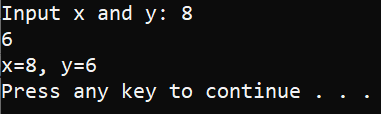 Input x and y: 8
6
x=8, y=6
Press any key to continue . . .